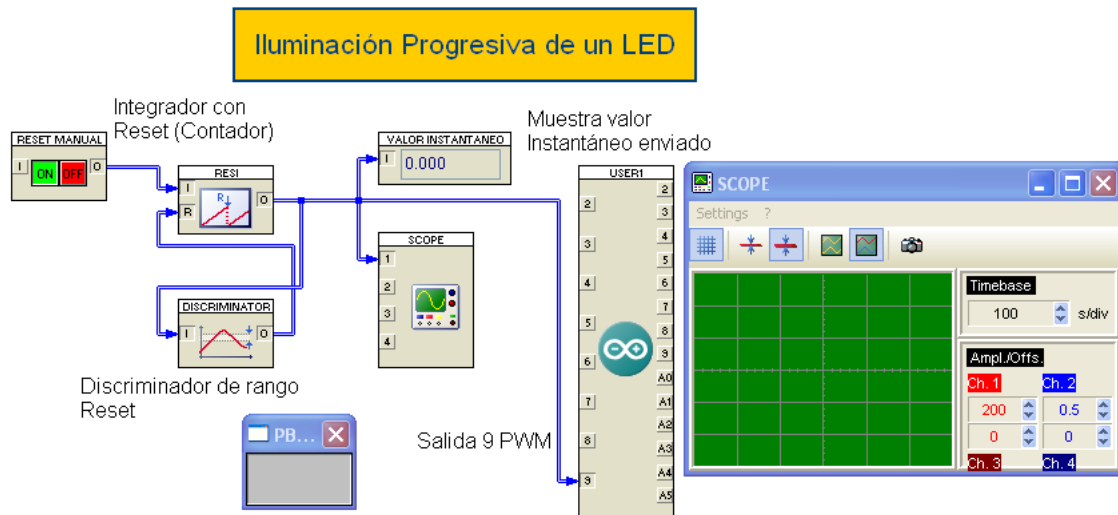 Iluminación Progresiva de un LED
Integrador con
Reset (Contador)
Muestra valor
Instantáneo enviado
RESET MANUAL
I
ON
OFF
O
RESI
I
R
R
O
VALOR INSTANTANEO
I
0.000
SCOPE
1
2
3
4
DISCRIMINATOR
I
O
Discriminador de rango
Reset
PB...
Salida 9 PWM
USER1
2
3
4
5
6
7
8
9
2
3
4
5
6
7
8
9
A0
A1
A2
A3
A4
A5
SCOPE
Settings ?
Timebase
100 s/div
Ampl./Offs.
Ch. 1 Ch. 2
200 0.5
0 0
Ch. 3 Ch. 4